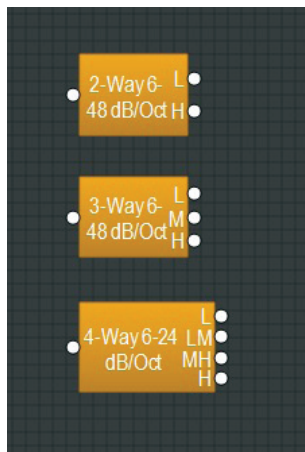 2-Way 6-
48 dB/Oct
L
H
3-Way 6-
48 dB/Oct
L
M
H
4-Way 6-24
dB/Oct
L
LM
MH
H